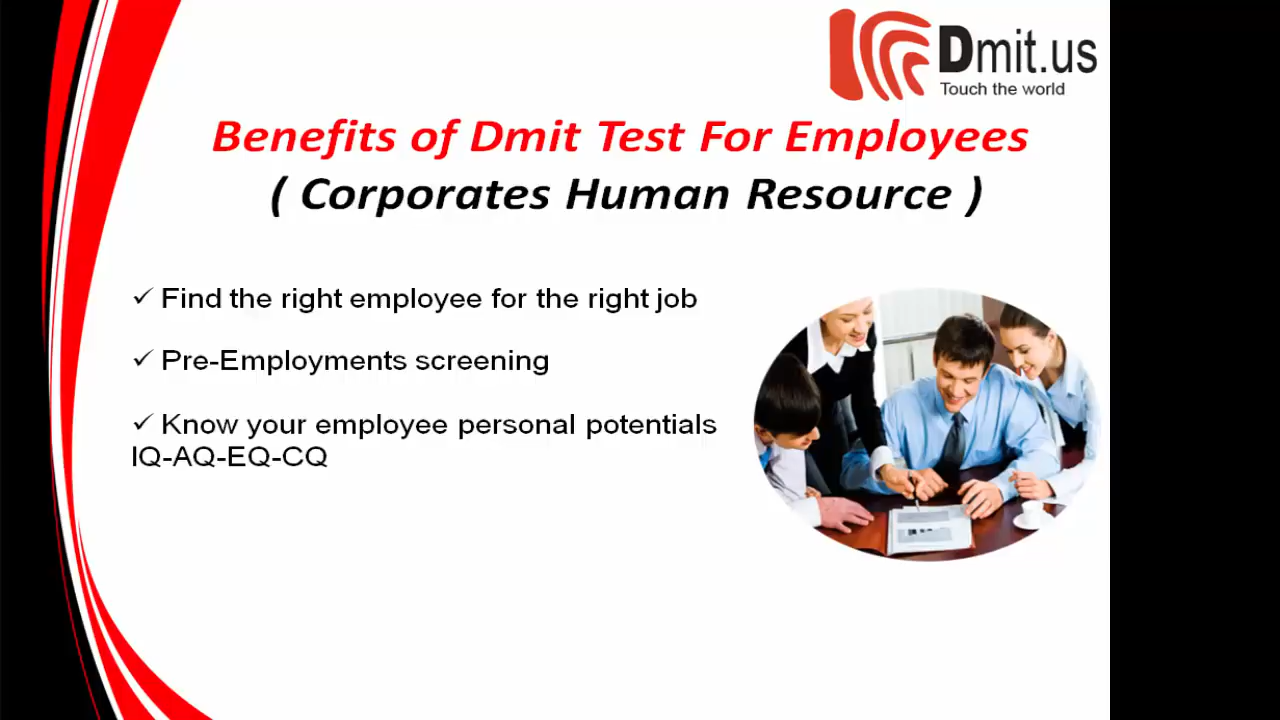 Dmit.us
Touch the world
Benefits of Dmit Test For Employees
( Corporates Human Resource )
✓ Find the right employee for the right job
✓ Pre-Employments screening
✓ Know your employee personal potentials
IQ-AQ-EQ-CQ